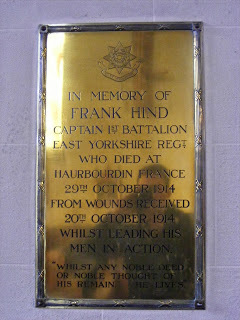 IN MEMORY OF
FRANK HIND
CAPTAIN 1ST BATTALION
EAST YORKSHIRE REGT
WHO DIED AT
HAURBOURDIN FRANCE
29TH OCTOBER 1914
FROM WOUNDS RECEIVED
20TH OCTOBER 1914
WHILST LEADING HIS
MEN IN ACTION.
"WHILST ANY NOBLE DEED
OR NOBLE THOUGHT OF
HIS REMAIN HE LIVES"